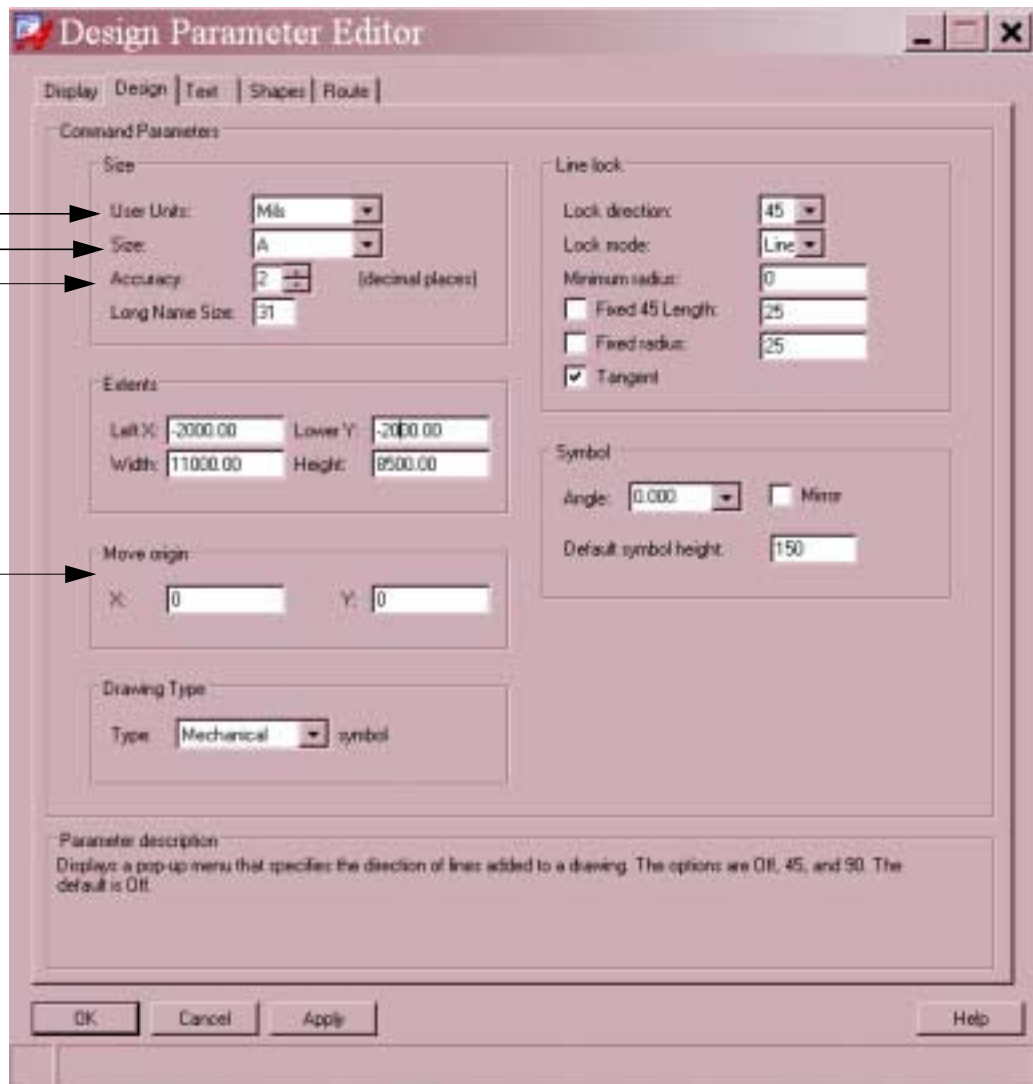 Design Parameter Editor
Display Design Text Shapes Route
Command Parameters
Size
User Units: Mils
Size: A
Accuracy: 2 (decimal places)
Long Name Size: 31
Extents
Left X: -2000.00 Lower Y: -2000.00
Width: 11000.00 Height: 8500.00
Move origin
X: 0 Y: 0
Drawing Type
Type: Mechanical symbol
Line lock
Lock direction: 45
Lock mode: Line
Minimum radius: 0
Fixed 45 Length: 25
Fixed radius: 25
Tangent
Symbol
Angle: 0.000 Mirror
Default symbol height: 150
Parameter description
Displays a pop-up menu that specifies the direction of lines added to a drawing. The options are Off, 45, and 90. The
default is Off.
OK Cancel Apply Help